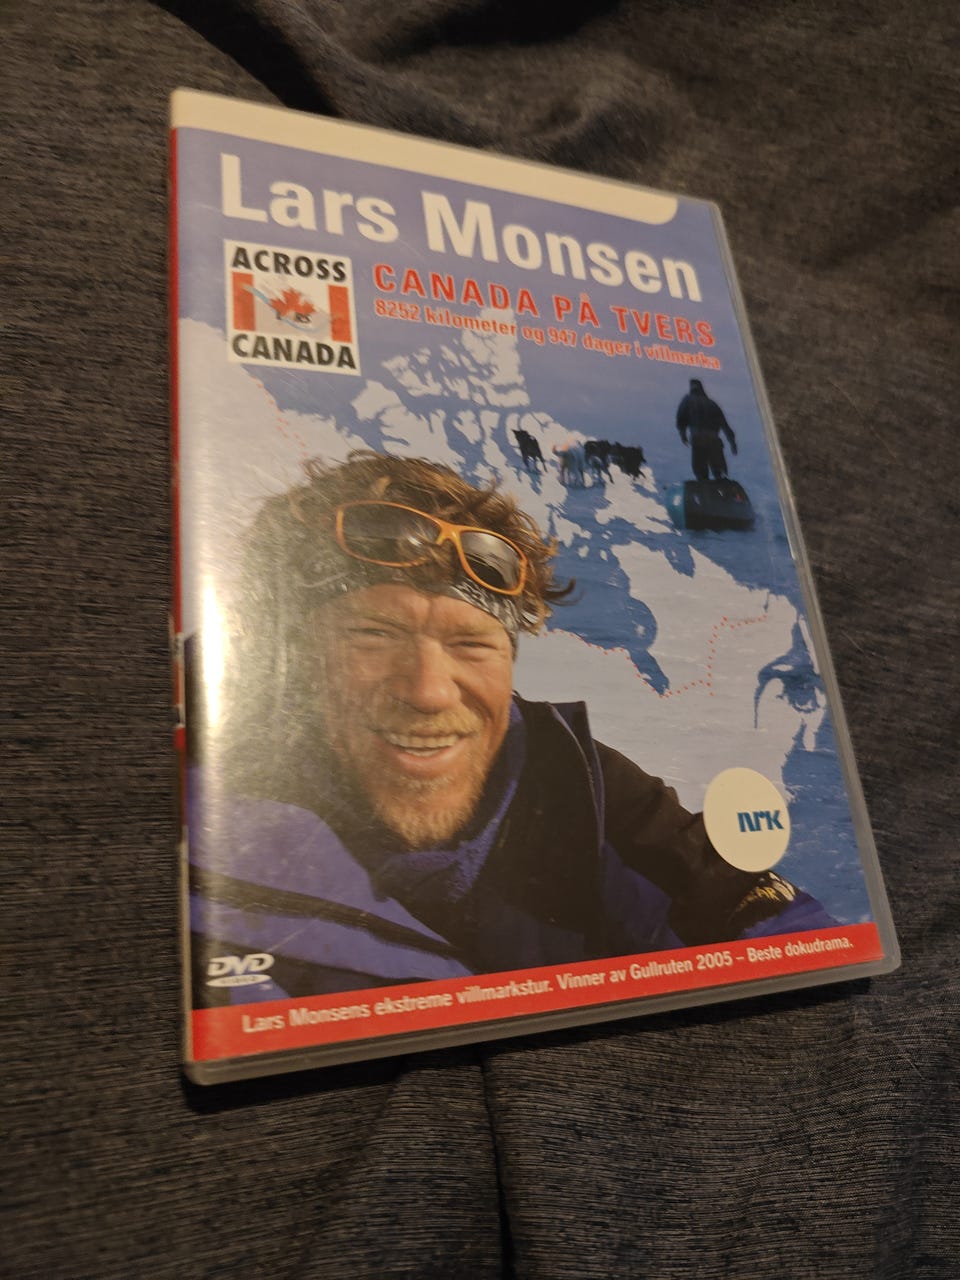 Lars Monsen
ACROSS
CANADA
CANADA PÅ TVERS
8252 kilometer og 947 dager i villmarka
NRK
DVD
VIDEO
Lars Monsens ekstreme villmarkstur. Vinner av Gullruten 2005 – Beste dokudrama.